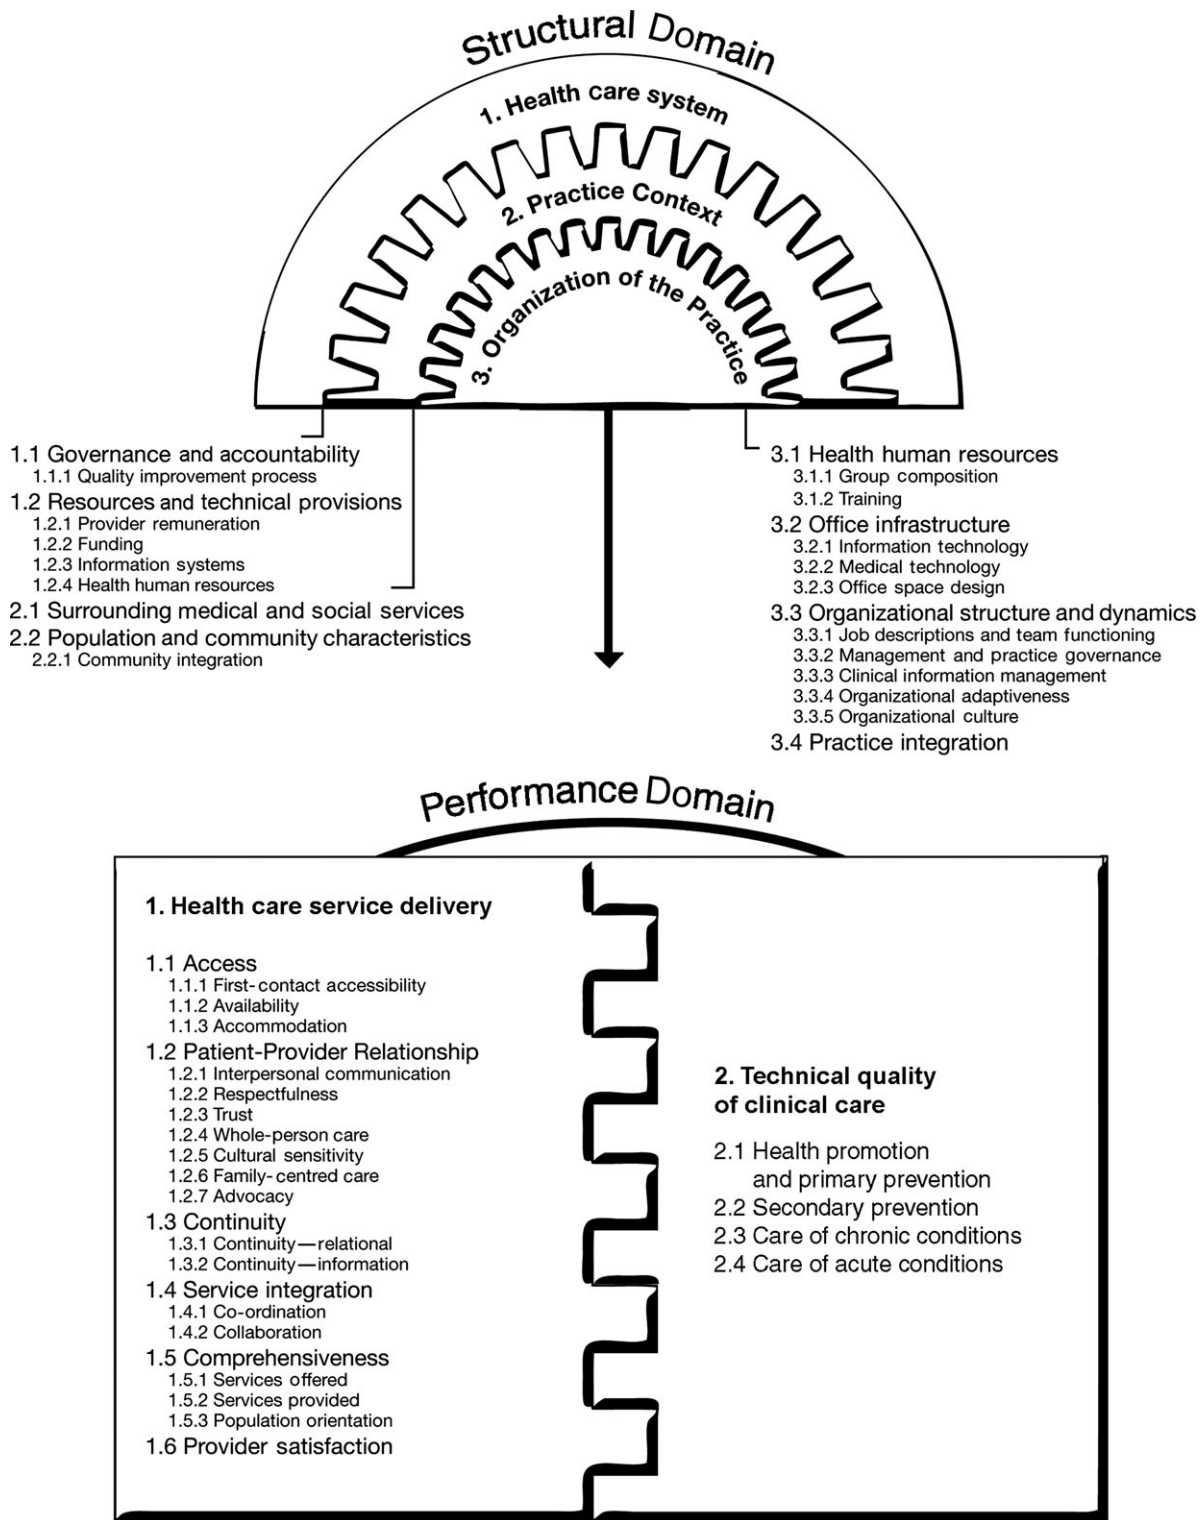 Structural Domain
1. Health care system
2. Practice Context
3. Organization of the Practice
1.1 Governance and accountability
1.1.1 Quality improvement process
1.2 Resources and technical provisions
1.2.1 Provider remuneration
1.2.2 Funding
1.2.3 Information systems
1.2.4 Health human resources
2.1 Surrounding medical and social services
2.2 Population and community characteristics
2.2.1 Community integration
3.1 Health human resources
3.1.1 Group composition
3.1.2 Training
3.2 Office infrastructure
3.2.1 Information technology
3.2.2 Medical technology
3.2.3 Office space design
3.3 Organizational structure and dynamics
3.3.1 Job descriptions and team functioning
3.3.2 Management and practice governance
3.3.3 Clinical information management
3.3.4 Organizational adaptiveness
3.3.5 Organizational culture
3.4 Practice integration
Performance Domain
1. Health care service delivery
1.1 Access
1.1.1 First-contact accessibility
1.1.2 Availability
1.1.3 Accommodation
1.2 Patient-Provider Relationship
1.2.1 Interpersonal communication
1.2.2 Respectfulness
1.2.3 Trust
1.2.4 Whole-person care
1.2.5 Cultural sensitivity
1.2.6 Family-centred care
1.2.7 Advocacy
1.3 Continuity
1.3.1 Continuity—relational
1.3.2 Continuity—information
1.4 Service integration
1.4.1 Co-ordination
1.4.2 Collaboration
1.5 Comprehensiveness
1.5.1 Services offered
1.5.2 Services provided
1.5.3 Population orientation
1.6 Provider satisfaction
2. Technical quality
of clinical care
2.1 Health promotion
and primary prevention
2.2 Secondary prevention
2.3 Care of chronic conditions
2.4 Care of acute conditions